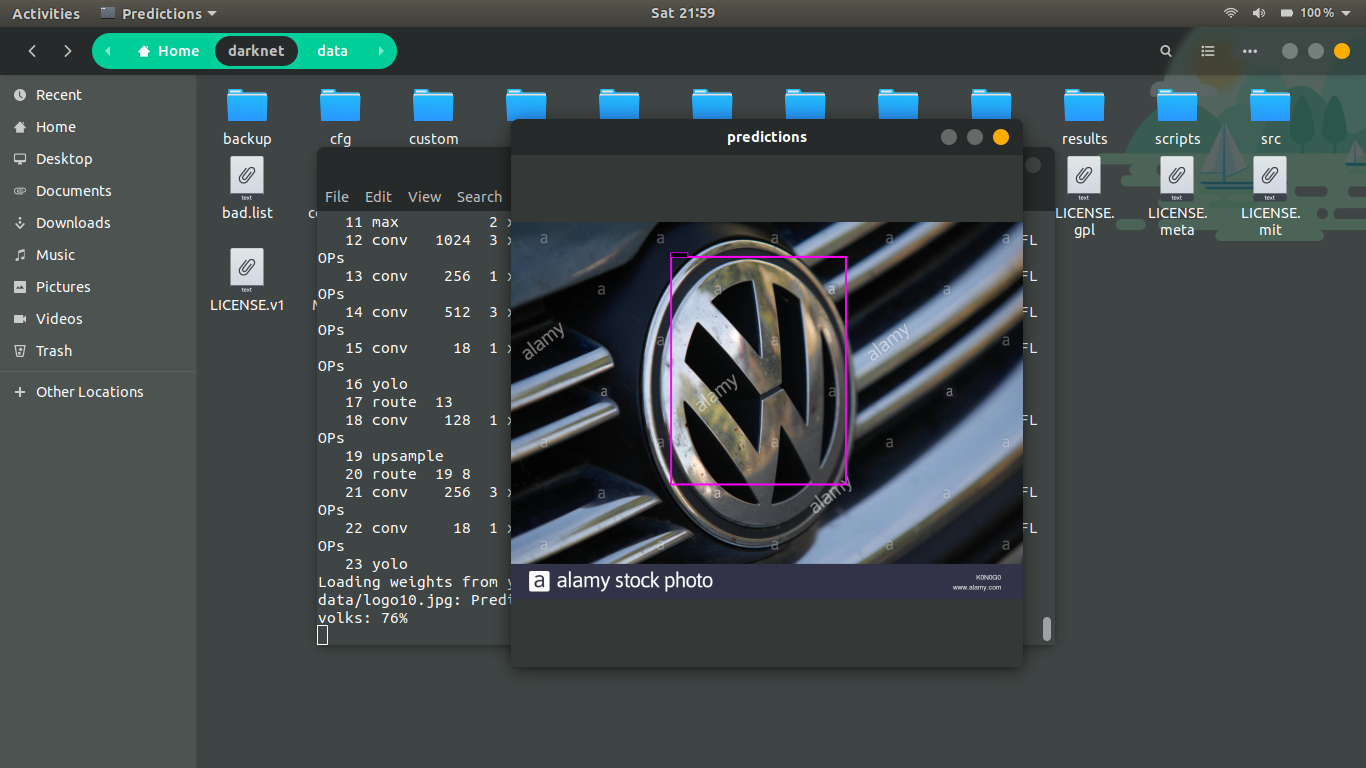 Activities Predictions Sat 21:59 100%
Home darknet data
Recent
Home
Desktop
Documents
Downloads
Music
Pictures
Videos
Trash
Other Locations
backup cfg custom results scripts src
bad.list LICENSE.gpl LICENSE.meta LICENSE.mit
LICENSE.v1
File Edit View Search
11 max 2 x
12 conv 1024 3 x FL
OPs
13 conv 256 1 x FL
OPs
14 conv 512 3 x FL
OPs
15 conv 18 1 x FL
OPs
16 yolo
17 route 13
18 conv 128 1 x FL
OPs
19 upsample
20 route 19 8
21 conv 256 3 x FL
OPs
22 conv 18 1 x FL
OPs
23 yolo
Loading weights from y
data/logo10.jpg: Predi
volks: 76%
predictions
a a a a a
a a a a
alamy a a alamy
alamy a a a
a a a a
a a alamy a
a a a a
a alamy stock photo
K0N0G0
www.alamy.com